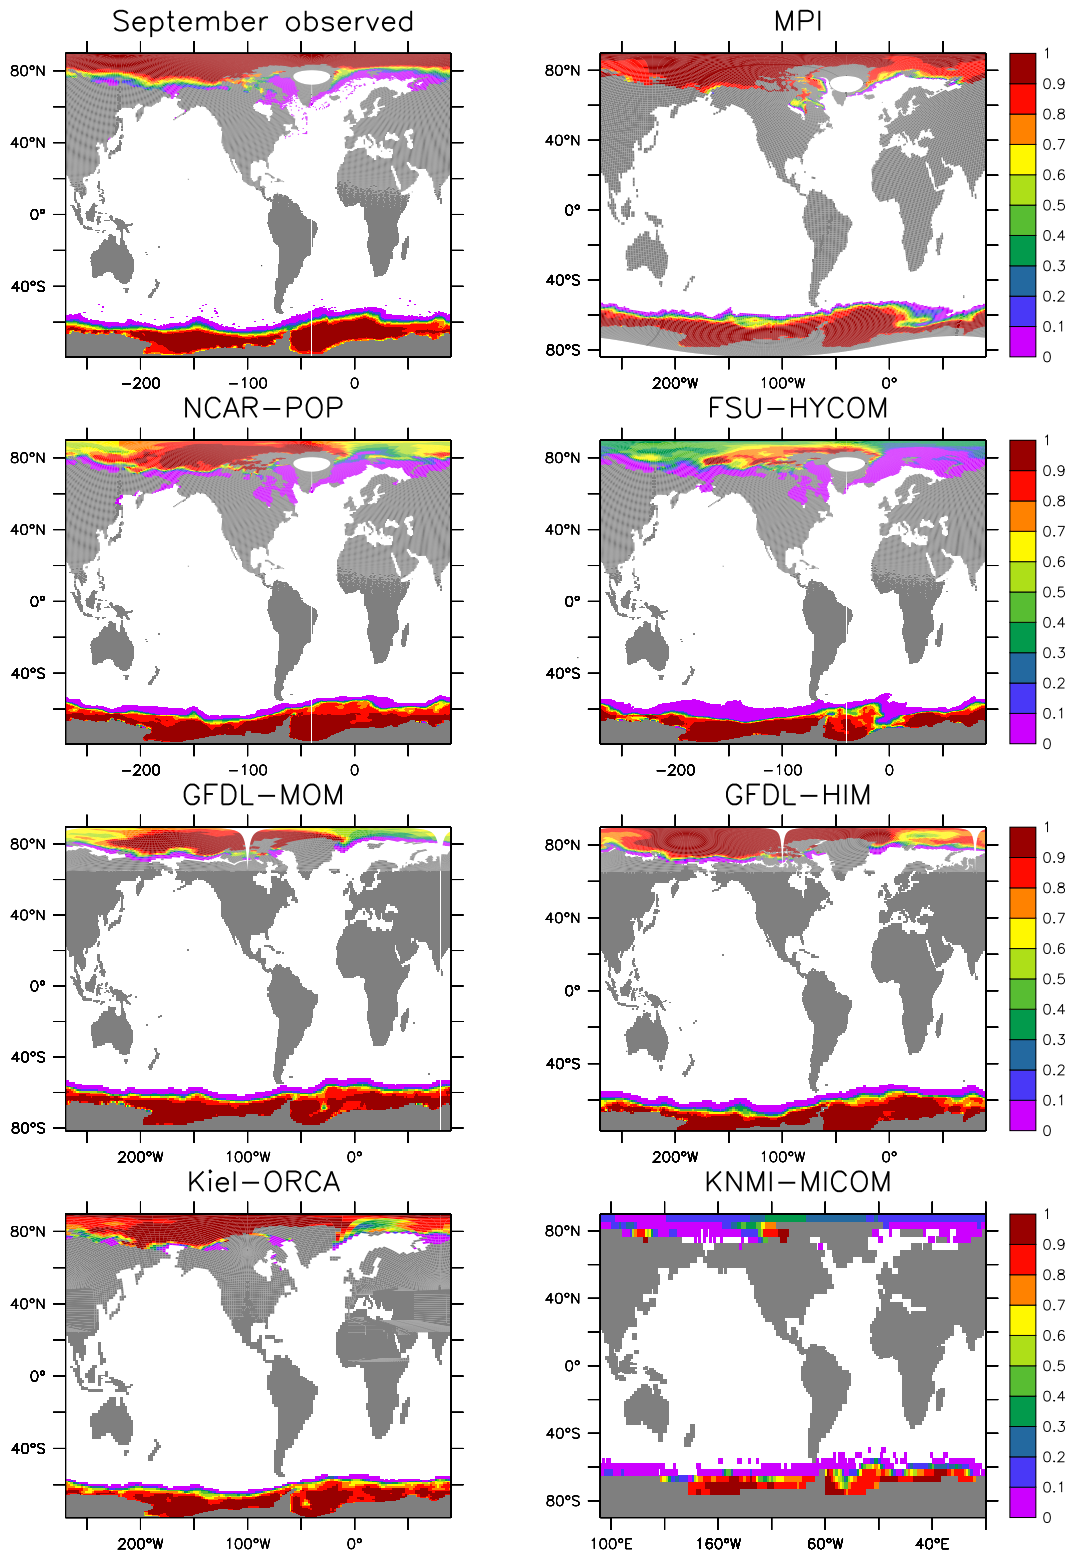 September observed
MPI
80°N
40°N
0°
40°S
-200
-100
0
80°N
40°N
0°
40°S
80°S
200°W
100°W
0°
1
0.9
0.8
0.7
0.6
0.5
0.4
0.3
0.2
0.1
0
NCAR-POP
FSU-HYCOM
80°N
40°N
0°
40°S
-200
-100
0
80°N
40°N
0°
40°S
-200
-100
0
1
0.9
0.8
0.7
0.6
0.5
0.4
0.3
0.2
0.1
0
GFDL-MOM
GFDL-HIM
80°N
40°N
0°
40°S
80°S
200°W
100°W
0°
80°N
40°N
0°
40°S
200°W
100°W
0°
1
0.9
0.8
0.7
0.6
0.5
0.4
0.3
0.2
0.1
0
Kiel-ORCA
KNMI-MICOM
80°N
40°N
0°
40°S
200°W
100°W
0°
80°N
40°N
0°
40°S
80°S
100°E
160°W
60°W
40°E
1
0.9
0.8
0.7
0.6
0.5
0.4
0.3
0.2
0.1
0